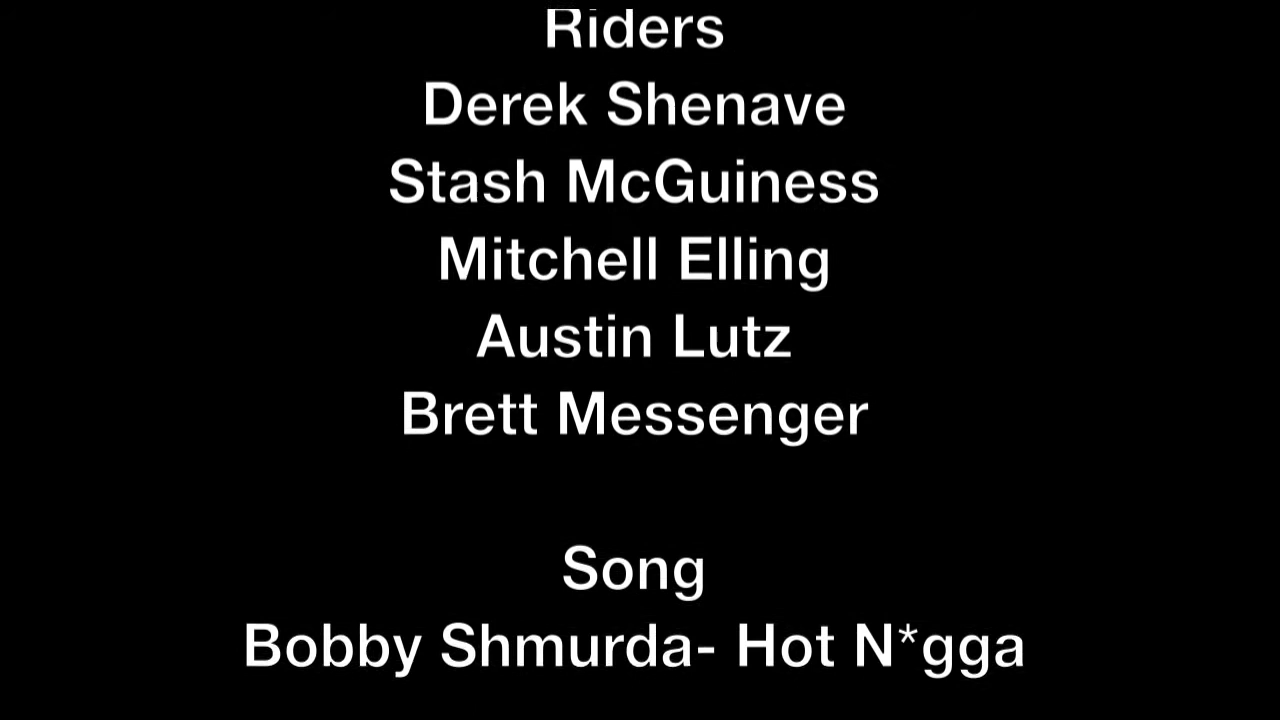 Riders
Derek Shenave
Stash McGuiness
Mitchell Elling
Austin Lutz
Brett Messenger
Song
Bobby Shmurda- Hot N*gga